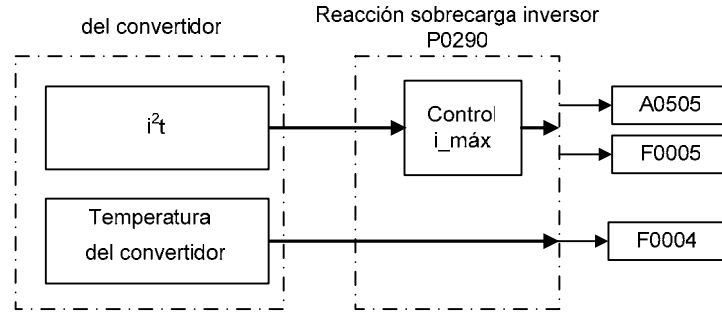 del convertidor
Reacción sobrecarga inversor
P0290
i²t
Control
i_máx
A0505
F0005
Temperatura
del convertidor
F0004